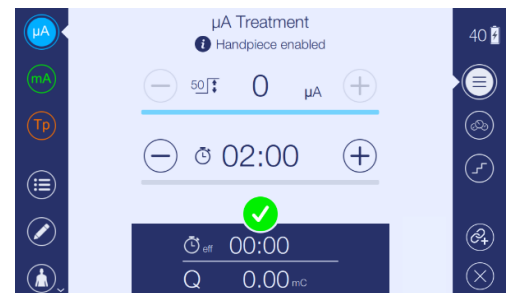 µA
mA
Tp
µA Treatment
i Handpiece enabled
50 0 µA
02:00
eff 00:00
Q 0.00 mC
40